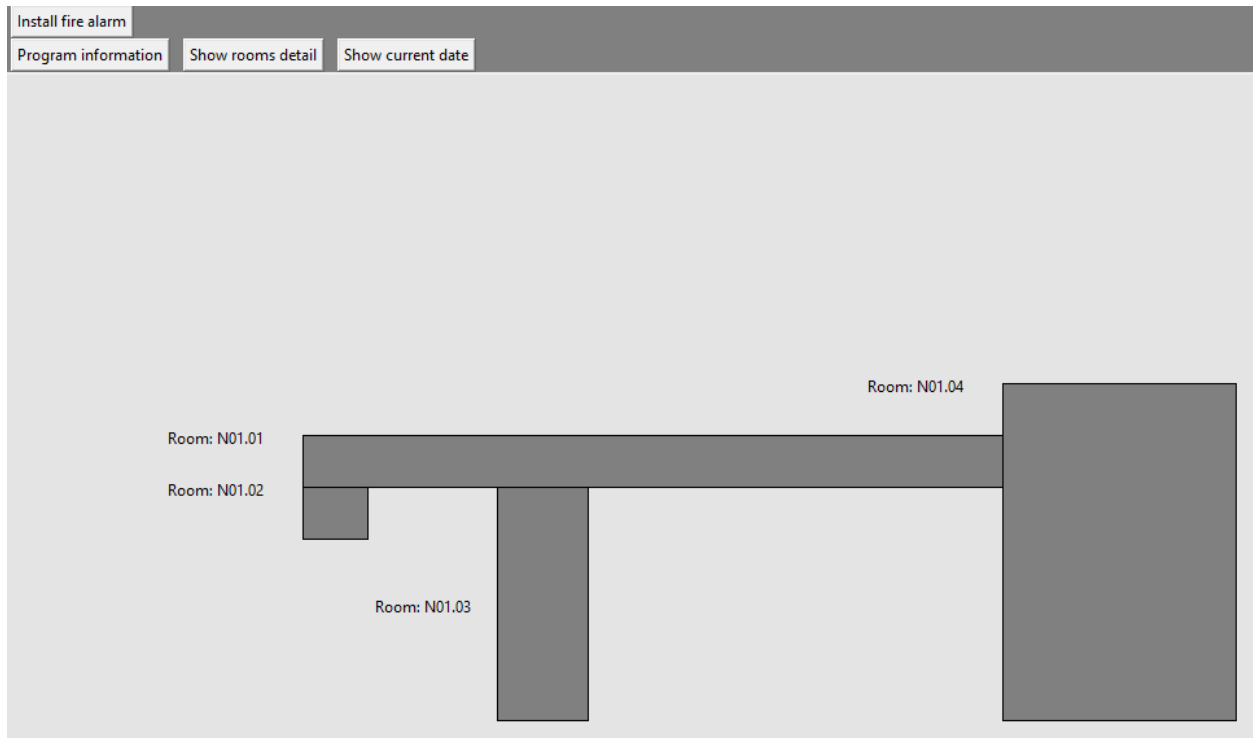 Install fire alarm
Program information Show rooms detail Show current date
Room: N01.04
Room: N01.01
Room: N01.02
Room: N01.03